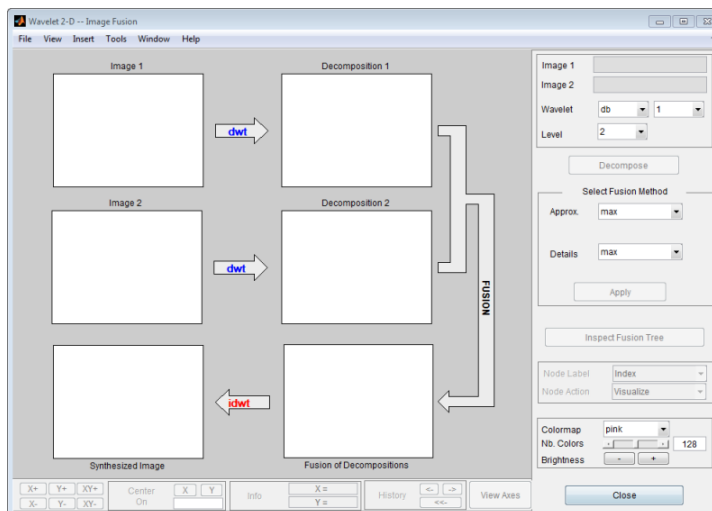 Wavelet 2-D -- Image Fusion
File View Insert Tools Window Help
Image 1
Decomposition 1
dwt
Image 2
Decomposition 2
dwt
FUSION
idwt
Synthesized Image
Fusion of Decompositions
Image 1
Image 2
Wavelet db 1
Level 2
Decompose
Select Fusion Method
Approx. max
Details max
Apply
Inspect Fusion Tree
Node Label Index
Node Action Visualize
Colormap pink
Nb. Colors 128
Brightness - +
Close
X+ Y+ XY+
X- Y- XY-
Center On X Y
Info X = Y =
History <- -> <<-
View Axes